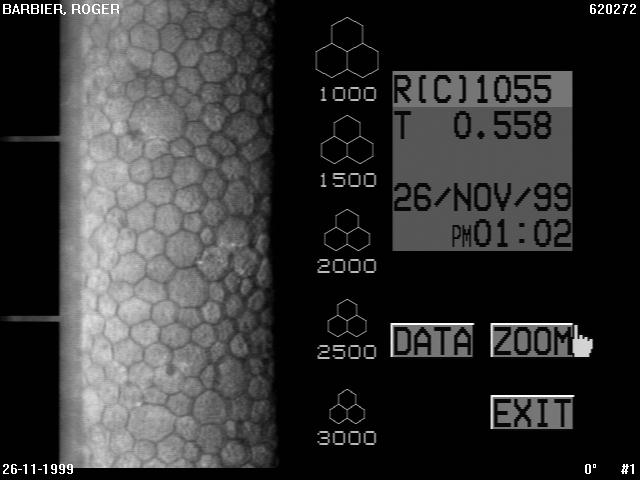 BARBIER, ROGER 620272
1000
1500
2000
2500
3000
R[C]1055
T 0.558
26/NOV/99
PM01:02
DATA ZOOM
EXIT
26-11-1999 0° #1